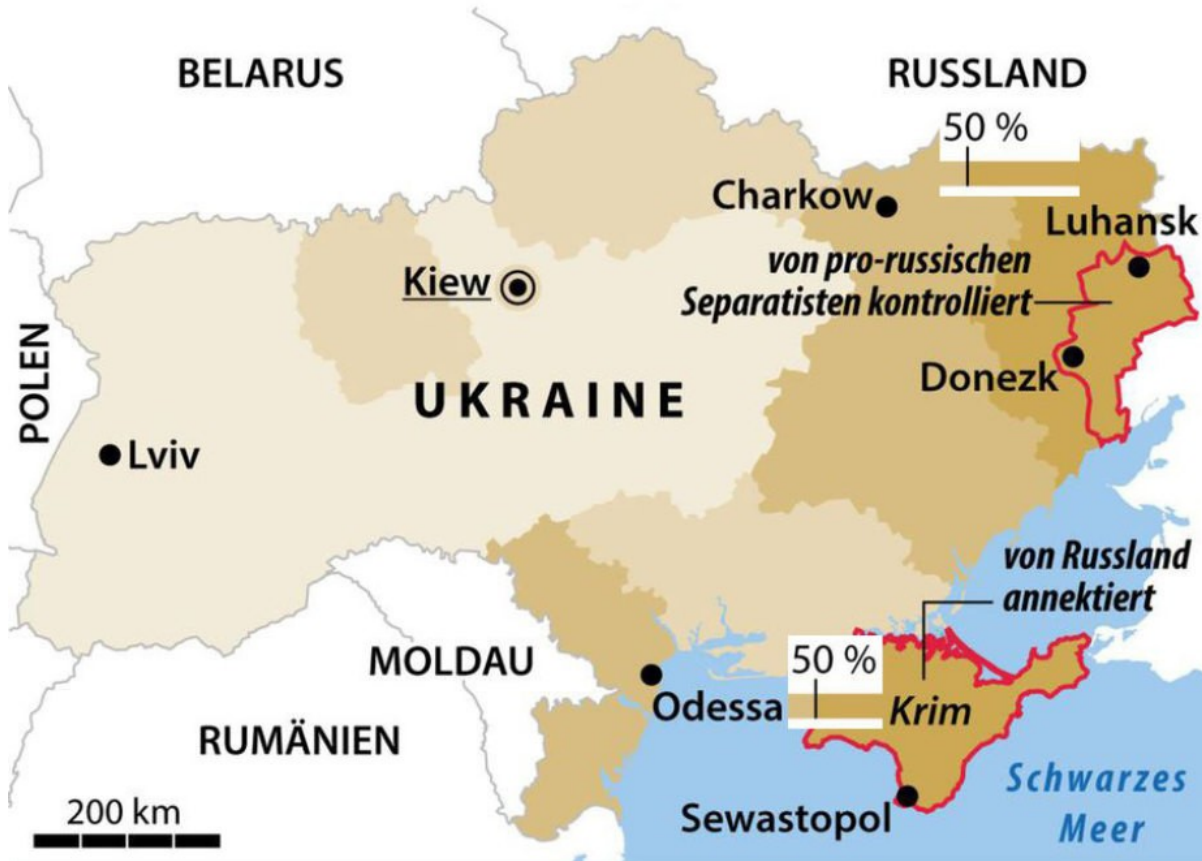 BELARUS
RUSSLAND
50 %
Charkow
Luhansk
von pro-russischen
Separatisten kontrolliert
Kiew
POLEN
UKRAINE
Donezk
Lviv
von Russland
annektiert
MOLDAU
50 %
Krim
Odessa
RUMÄNIEN
Schwarzes
Meer
200 km
Sewastopol